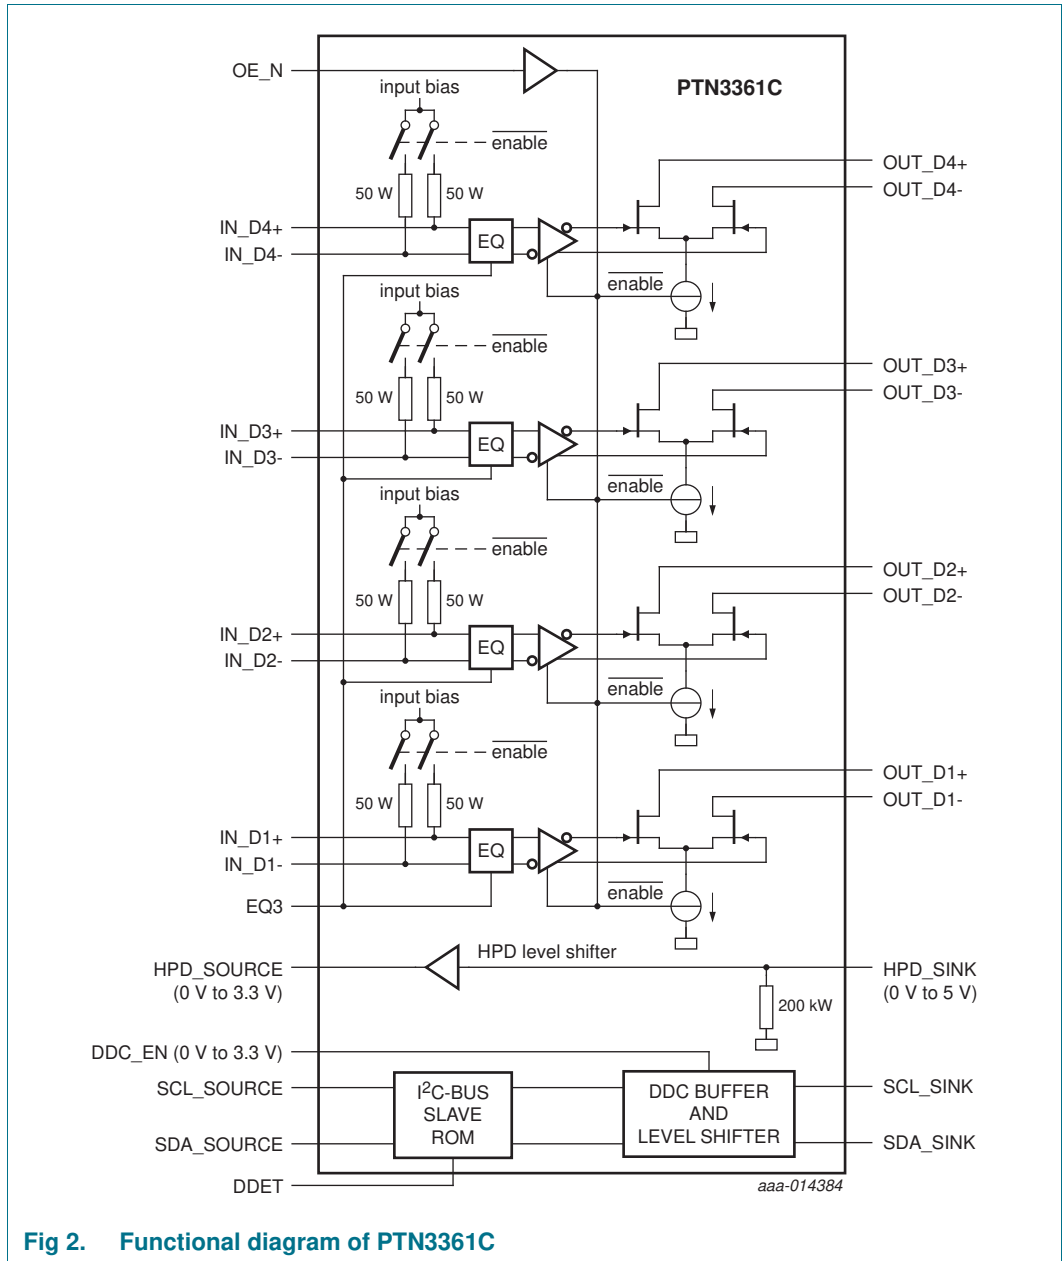 OE_N
PTN3361C
input bias
enable
50 W
50 W
OUT_D4+
OUT_D4-
IN_D4+
IN_D4-
EQ
enable
input bias
enable
50 W
50 W
OUT_D3+
OUT_D3-
IN_D3+
IN_D3-
EQ
enable
input bias
enable
50 W
50 W
OUT_D2+
OUT_D2-
IN_D2+
IN_D2-
EQ
enable
input bias
enable
50 W
50 W
OUT_D1+
OUT_D1-
IN_D1+
IN_D1-
EQ
enable
EQ3
HPD level shifter
HPD_SOURCE
(0 V to 3.3 V)
HPD_SINK
(0 V to 5 V)
200 kW
DDC_EN (0 V to 3.3 V)
SCL_SOURCE
SDA_SOURCE
I²C-BUS
SLAVE
ROM
DDC BUFFER
AND
LEVEL SHIFTER
SCL_SINK
SDA_SINK
DDET
aaa-014384
Fig 2. Functional diagram of PTN3361C